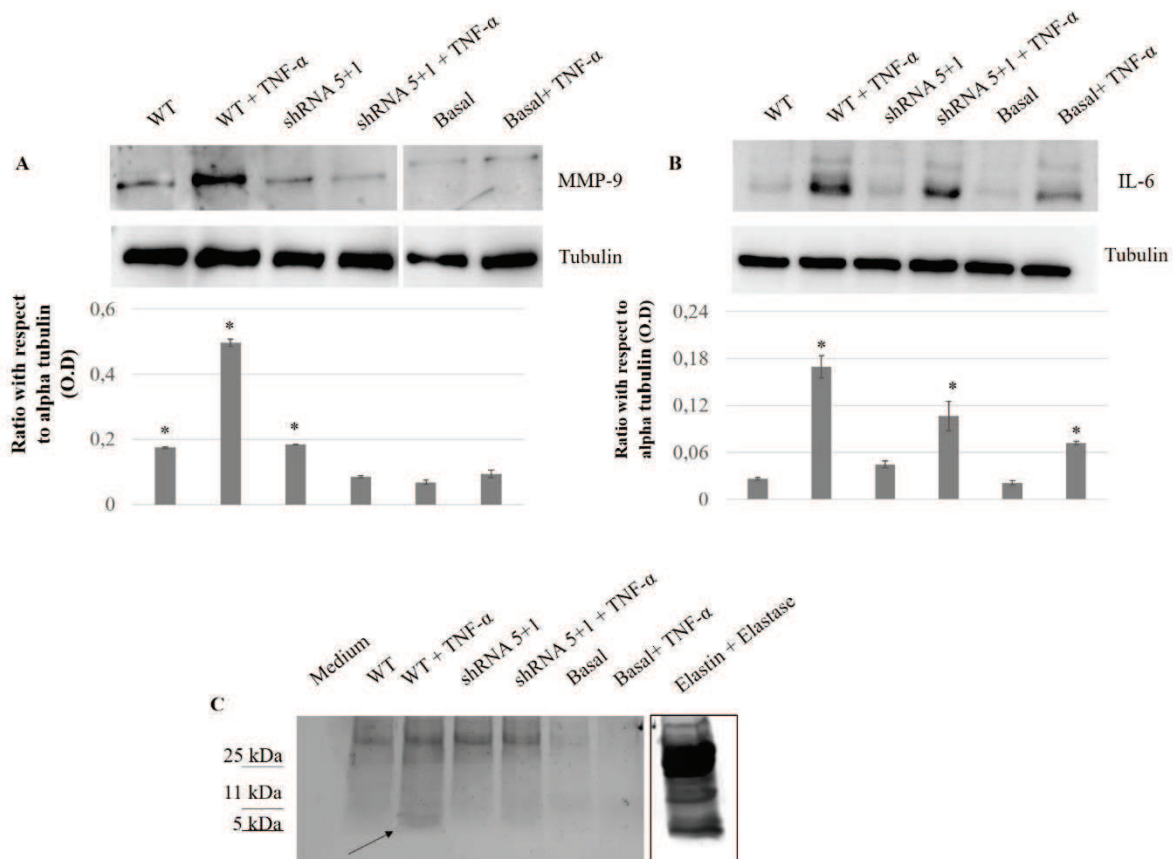 WT
WT + TNF-α
shRNA 5+1
shRNA 5+1 + TNF-α
Basal
Basal+ TNF-α
A
MMP-9
Tubulin
Ratio with respect
to alpha tubulin
(O.D)
0,6
0,4
0,2
0
*
*
*
WT
WT + TNF-α
shRNA 5+1
shRNA 5+1 + TNF-α
Basal
Basal+ TNF-α
B
IL-6
Tubulin
Ratio with respect to
alpha tubulin (O.D)
0,24
0,18
0,12
0,06
0
*
*
*
Medium
WT
WT + TNF-α
shRNA 5+1
shRNA 5+1 + TNF-α
Basal
Basal+ TNF-α
Elastin + Elastase
C
25 kDa
11 kDa
5 kDa